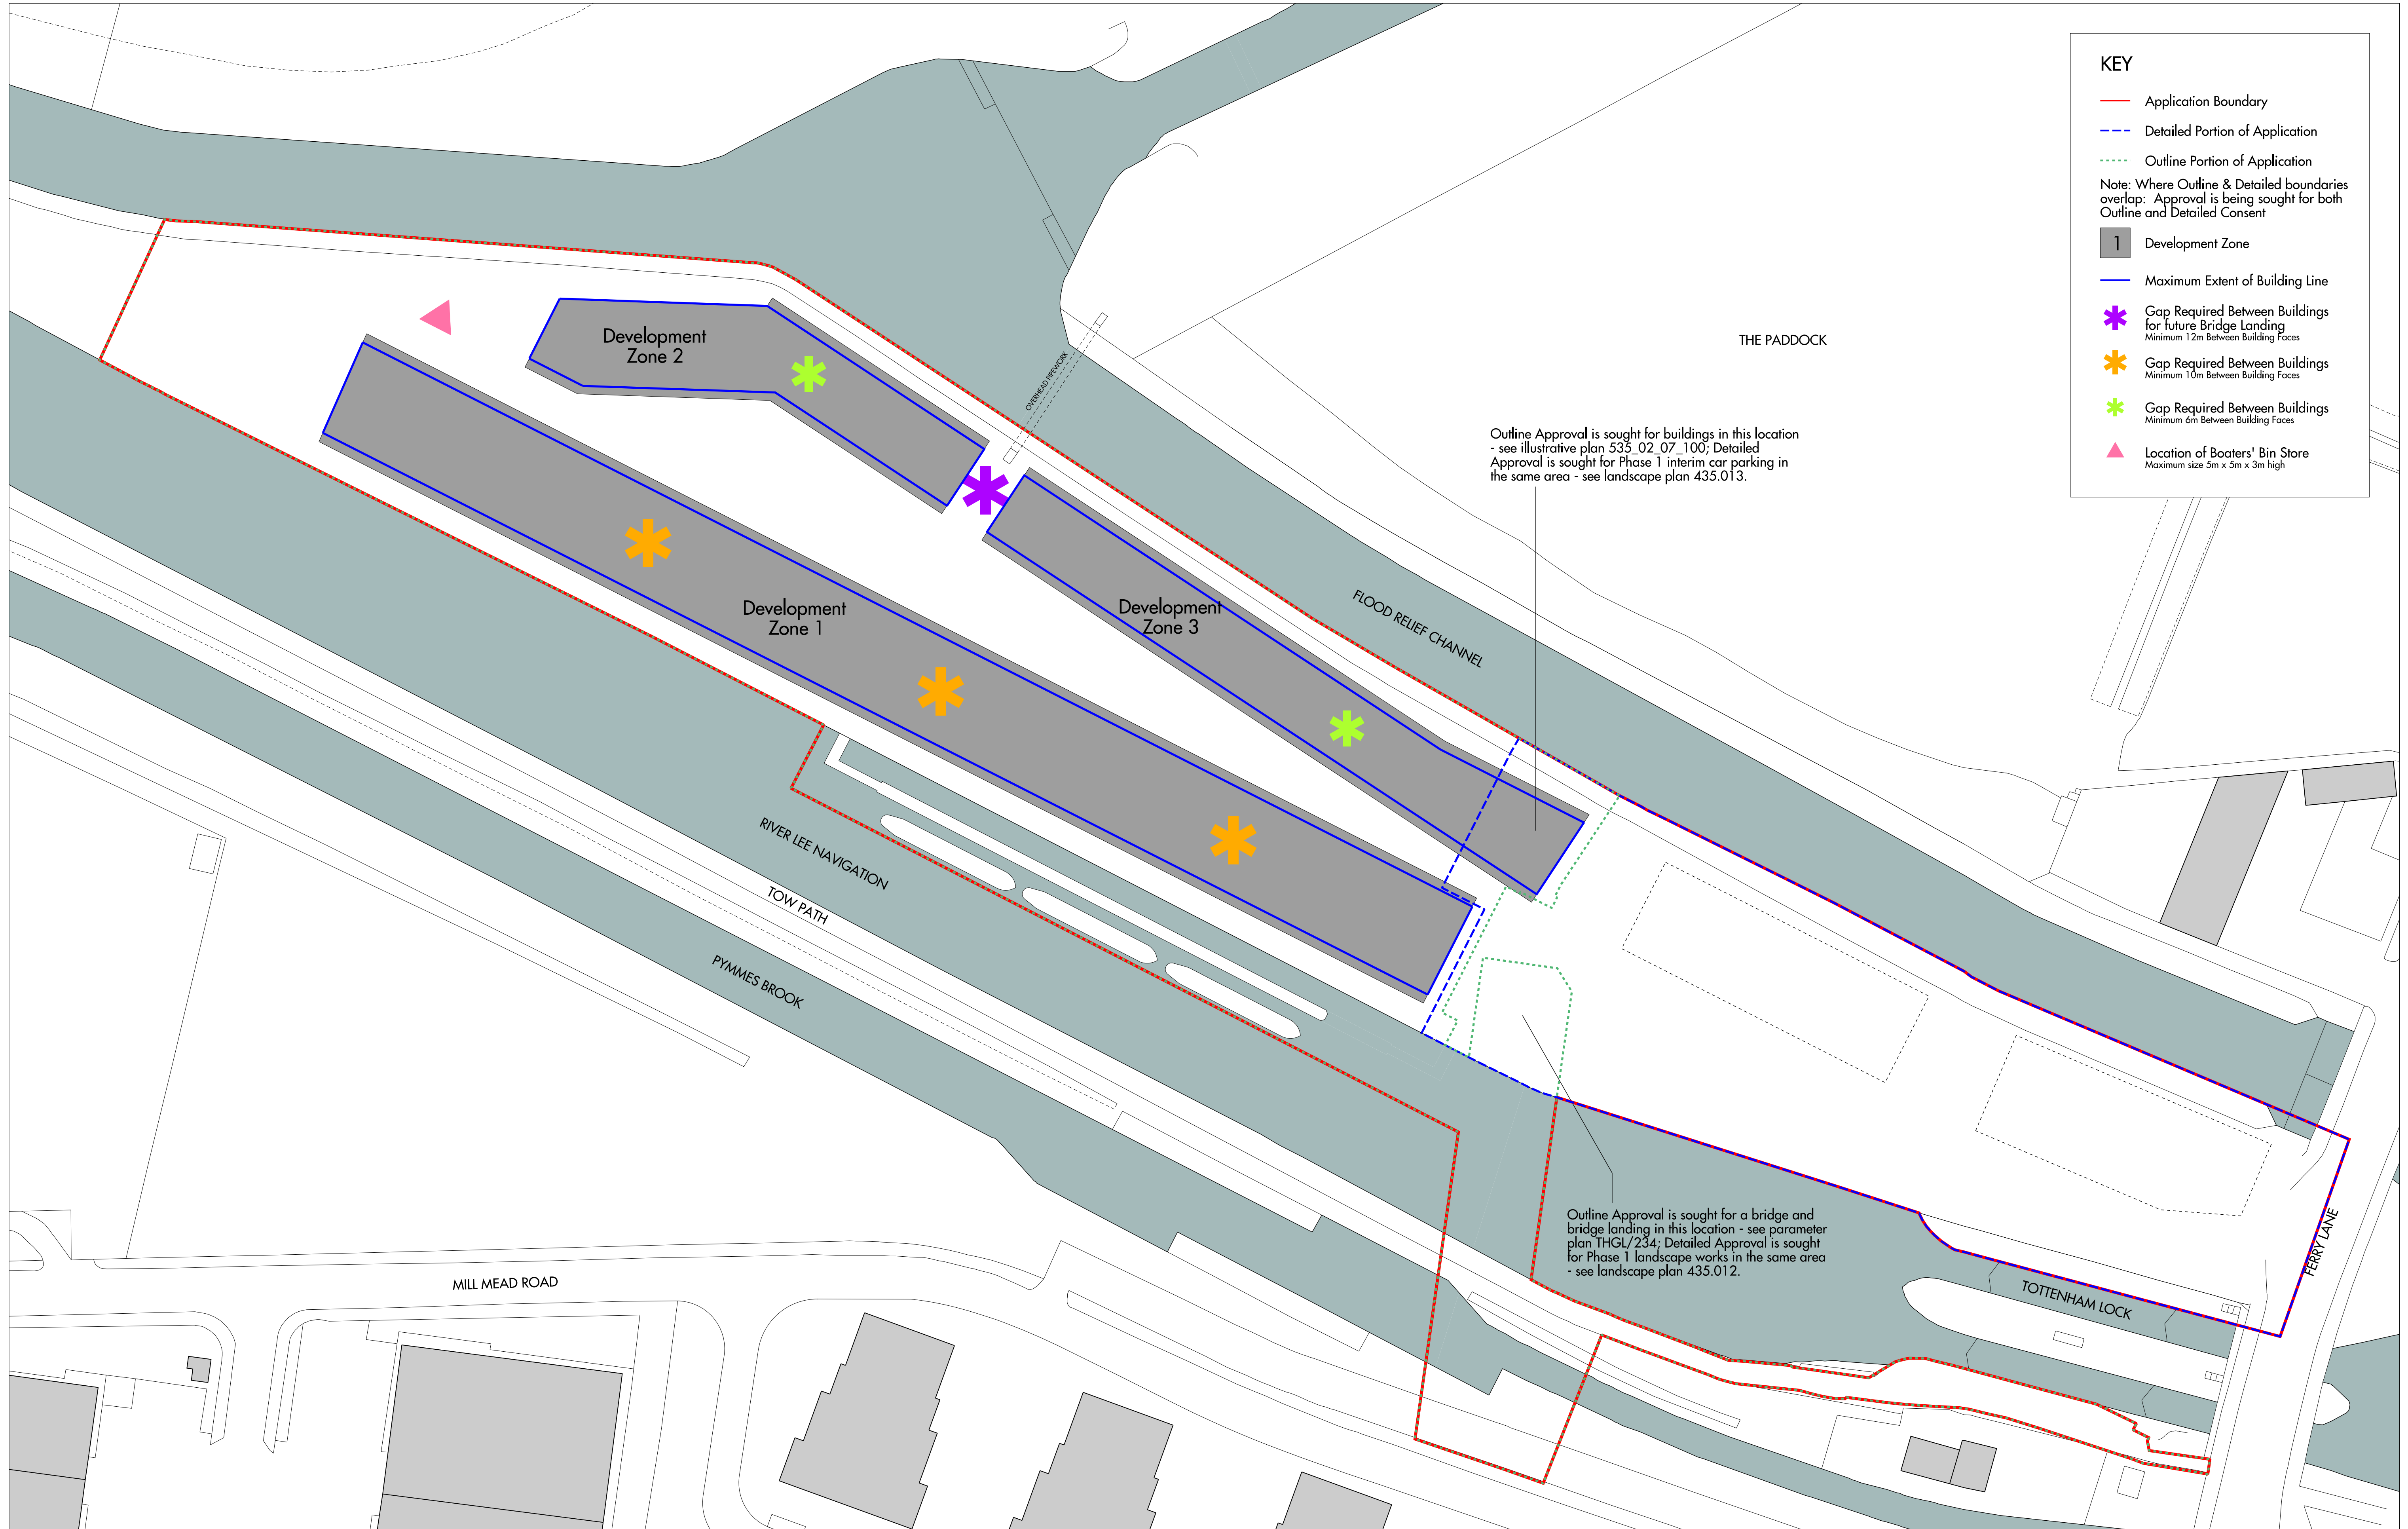 KEY
Application Boundary
Detailed Portion of Application
Outline Portion of Application
Note: Where Outline & Detailed boundaries
overlap: Approval is being sought for both
Outline and Detailed Consent
1
Development Zone
Maximum Extent of Building Line
Gap Required Between Buildings
for future Bridge Landing
Minimum 12m Between Building Faces
Gap Required Between Buildings
Minimum 10m Between Building Faces
Gap Required Between Buildings
Minimum 6m Between Building Faces
Location of Boaters' Bin Store
Maximum size 5m x 5m x 3m high
THE PADDOCK
Development
Zone 2
OVERHEAD PIPEWORK
Outline Approval is sought for buildings in this location
- see illustrative plan 535_02_07_100; Detailed
Approval is sought for Phase 1 interim car parking in
the same area - see landscape plan 435.013.
Development
Zone 1
Development
Zone 3
FLOOD RELIEF CHANNEL
RIVER LEE NAVIGATION
TOW PATH
PYMMES BROOK
Outline Approval is sought for a bridge and
bridge landing in this location - see parameter
plan THGL/234; Detailed Approval is sought
for Phase 1 landscape works in the same area
- see landscape plan 435.012.
MILL MEAD ROAD
TOTTENHAM LOCK
FERRY LANE